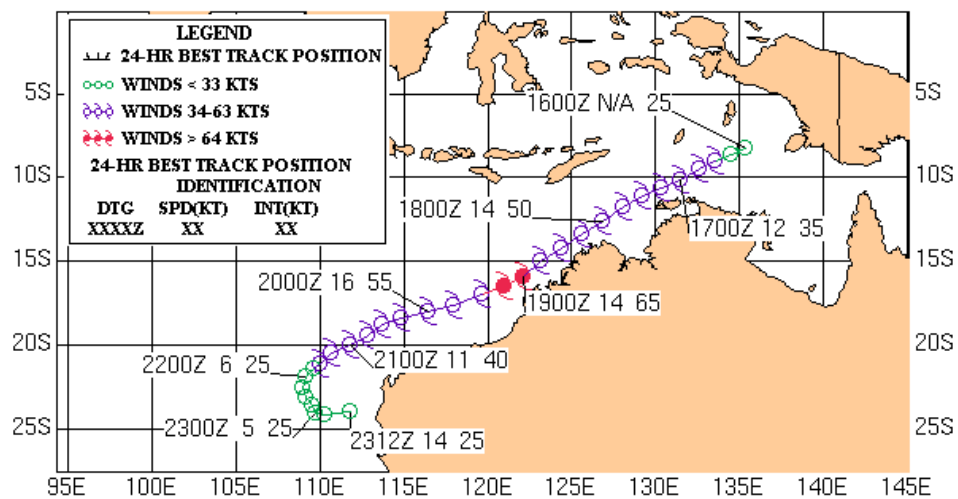 LEGEND
24-HR BEST TRACK POSITION
WINDS < 33 KTS
WINDS 34-63 KTS
WINDS > 64 KTS
24-HR BEST TRACK POSITION
IDENTIFICATION
DTG SPD(KT) INT(KT)
XXXXZ XX XX
5S 5S
10S 10S
15S 15S
20S 20S
25S 25S
1600Z N/A 25
1700Z 12 35
1800Z 14 50
1900Z 14 65
2000Z 16 55
2100Z 11 40
2200Z 6 25
2300Z 5 25
2312Z 14 25
95E 100E 105E 110E 115E 120E 125E 130E 135E 140E 145E